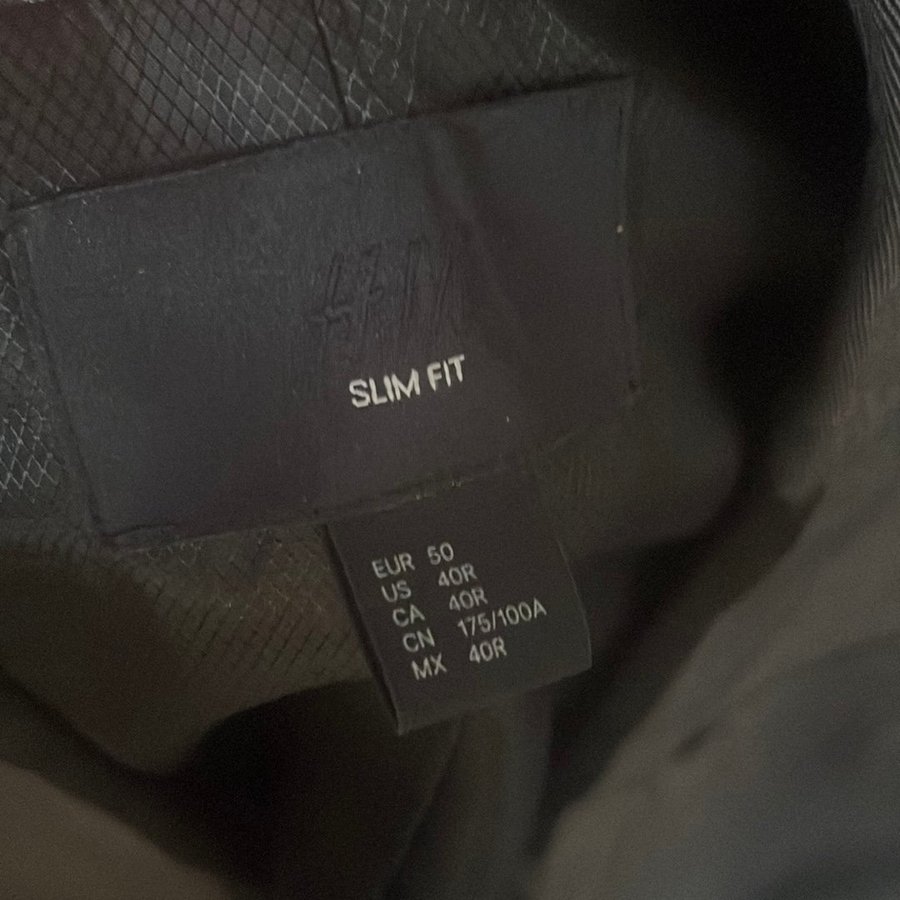 H&M
SLIM FIT
EUR 50
US 40R
CA 40R
CN 175/100A
MX 40R